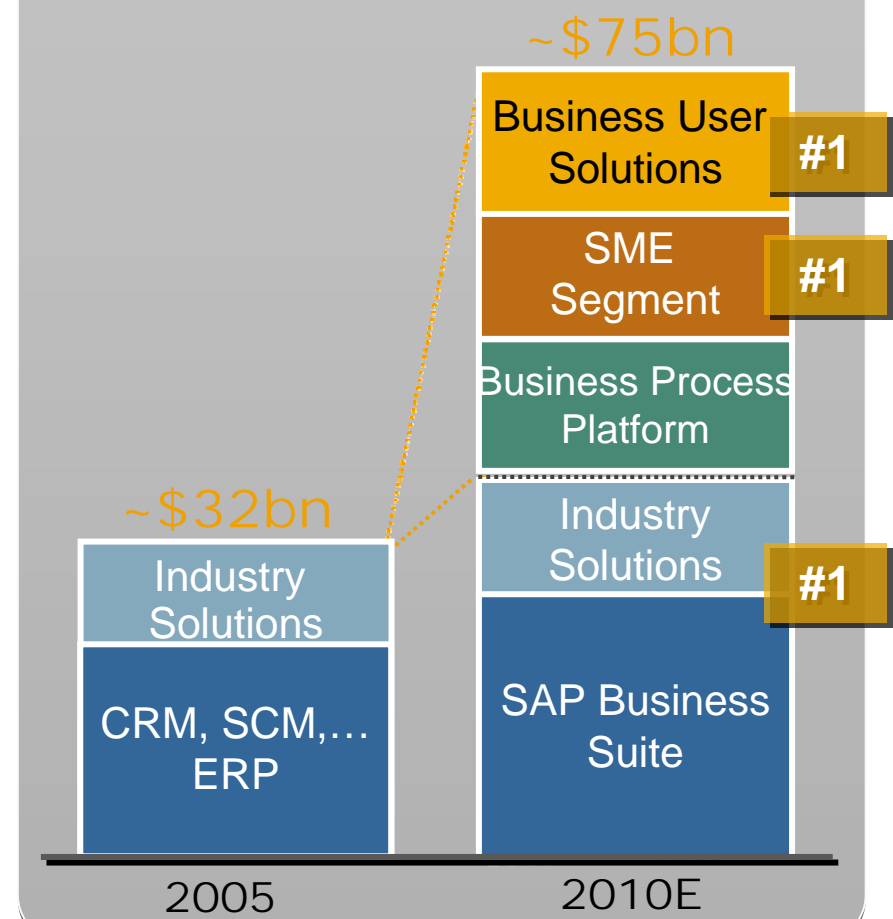 ~$75bn
Business User
Solutions
#1
SME
Segment
#1
Business Process
Platform
~$32bn
Industry
Solutions
CRM, SCM,…
ERP
Industry
Solutions
#1
SAP Business
Suite
2005
2010E